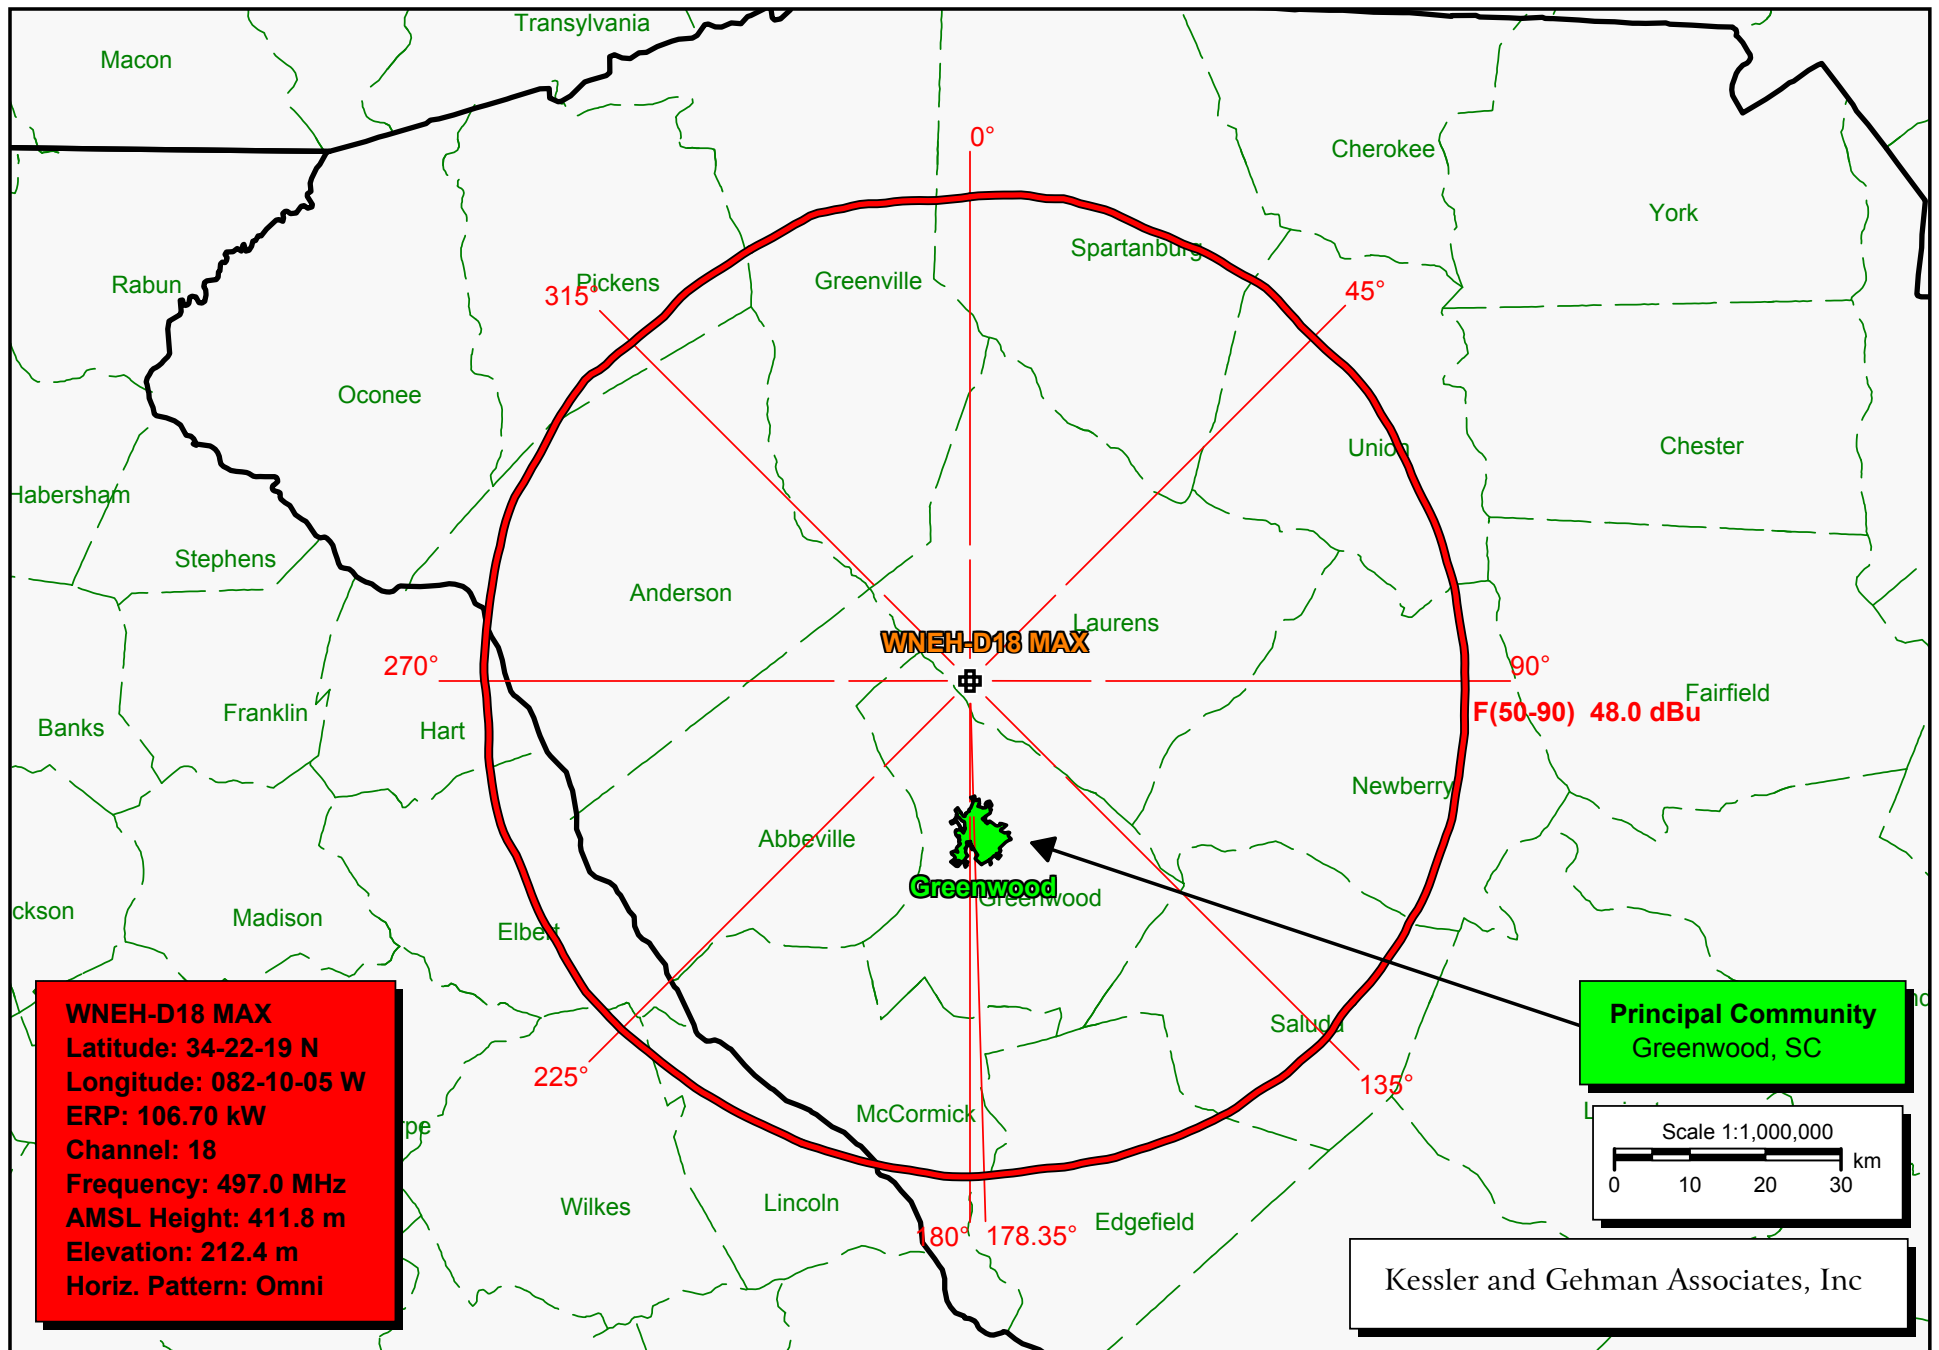 Transylvania
Macon
0°
Cherokee
York
Spartanburg
Rabun
Pickens
Greenville
315°
45°
Oconee
Union
Chester
Habersham
Stephens
Anderson
Laurens
WNEH-D18 MAX
270°
90°
Fairfield
Franklin
F(50-90) 48.0 dBu
Banks
Hart
Newberry
Abbeville
Greenwood
Greenwood
ckson
Madison
Elbert
WNEH-D18 MAX
Latitude: 34-22-19 N
Longitude: 082-10-05 W
ERP: 106.70 kW
Channel: 18
Frequency: 497.0 MHz
AMSL Height: 411.8 m
Elevation: 212.4 m
Horiz. Pattern: Omni
Principal Community
Greenwood, SC
Saluda
225°
135°
McCormick
rpe
Scale 1:1,000,000
km
0 10 20 30
Wilkes
Lincoln
Edgefield
180°
178.35°
Kessler and Gehman Associates, Inc